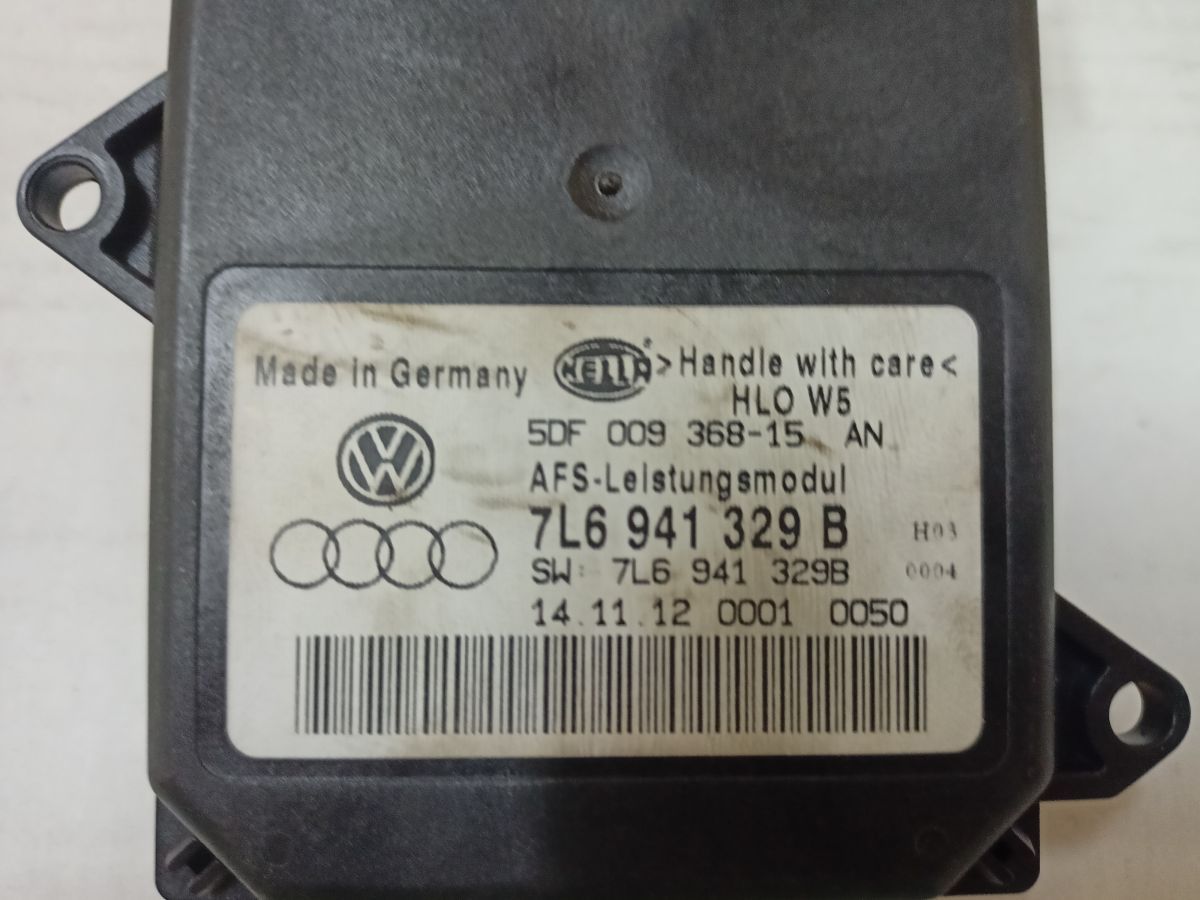 Made in Germany HELLA ® >Handle with care<
HLO W5
5DF 009 368-15 AN
AFS-Leistungsmodul
7L6 941 329 B H03
SW: 7L6 941 329B 0004
14.11.12 0001 0050